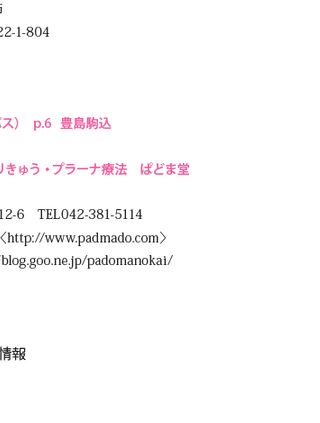 22-1-804
パス） p.6 豊島駒込
りきゅう・プラーナ療法　ぱどま堂
12-6　TEL042-381-5114
〈http://www.padmado.com〉
/blog.goo.ne.jp/padomanokai/
情報